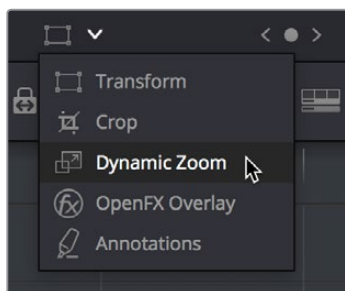 Transform
Crop
Dynamic Zoom
OpenFX Overlay
Annotations